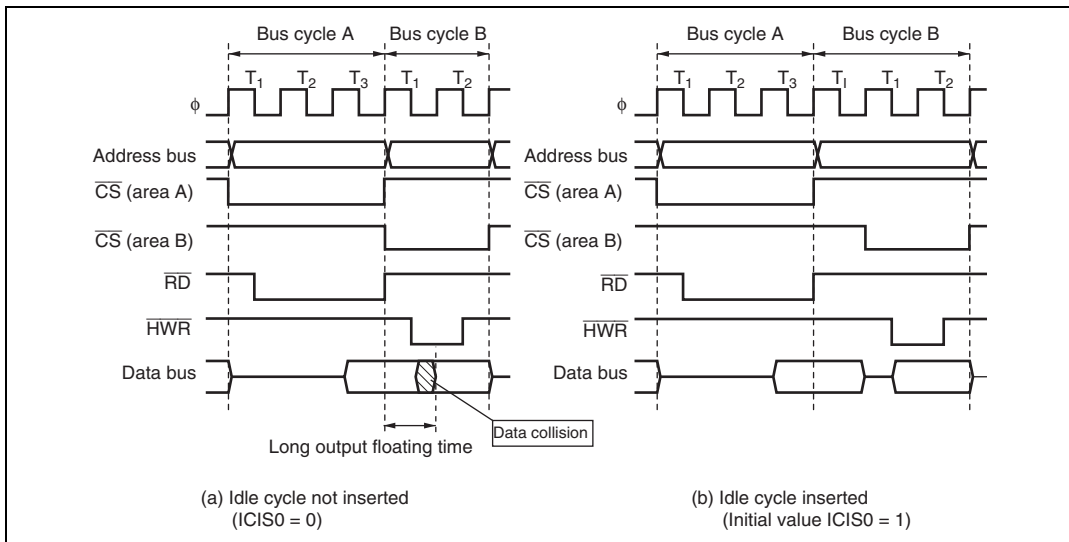 Bus cycle A Bus cycle B
T1 T2 T3 T1 T2
φ
Address bus
CS (area A)
CS (area B)
RD
HWR
Data bus
Data collision
Long output floating time
(a) Idle cycle not inserted
(ICIS0 = 0)
Bus cycle A Bus cycle B
T1 T2 T3 TI T1 T2
φ
Address bus
CS (area A)
CS (area B)
RD
HWR
Data bus
(b) Idle cycle inserted
(Initial value ICIS0 = 1)